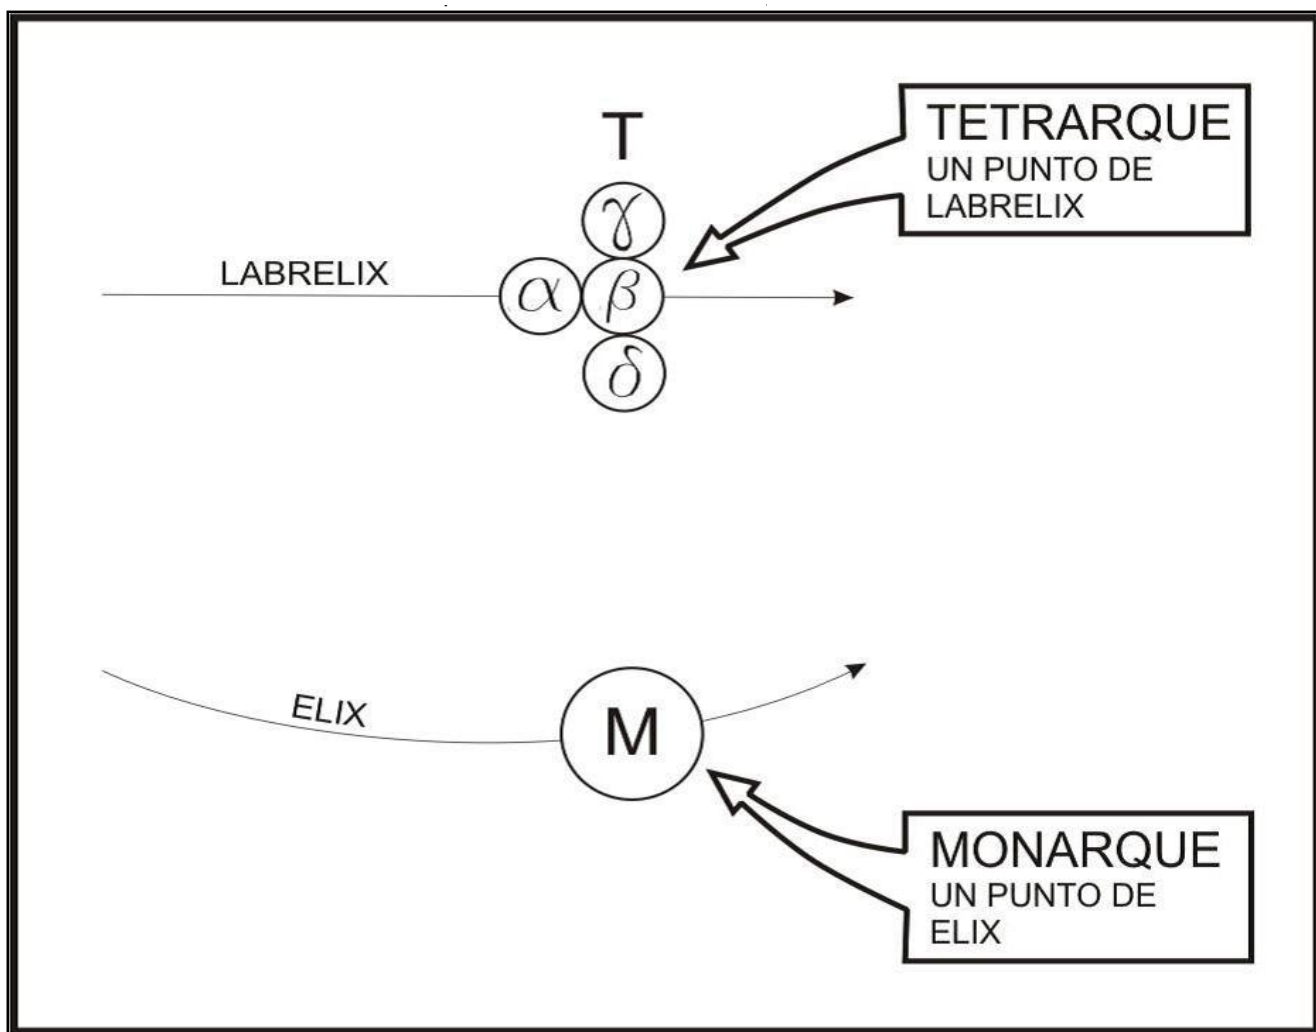 TETRARQUE
UN PUNTO DE
LABRELIX
T
γ
LABRELIX
α β
δ
ELIX
M
MONARQUE
UN PUNTO DE
ELIX